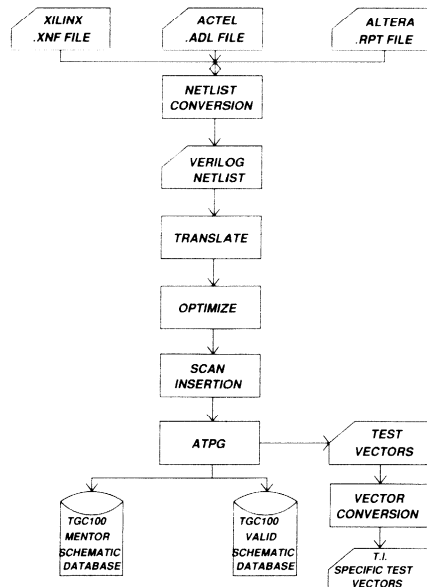 XILINX
.XNF FILE
ACTEL
.ADL FILE
ALTERA
.RPT FILE
NETLIST
CONVERSION
VERILOG
NETLIST
TRANSLATE
OPTIMIZE
SCAN
INSERTION
ATPG
TEST
VECTORS
VECTOR
CONVERSION
TGC100
MENTOR
SCHEMATIC
DATABASE
TGC100
VALID
SCHEMATIC
DATABASE
T.I.
SPECIFIC TEST
VECTORS